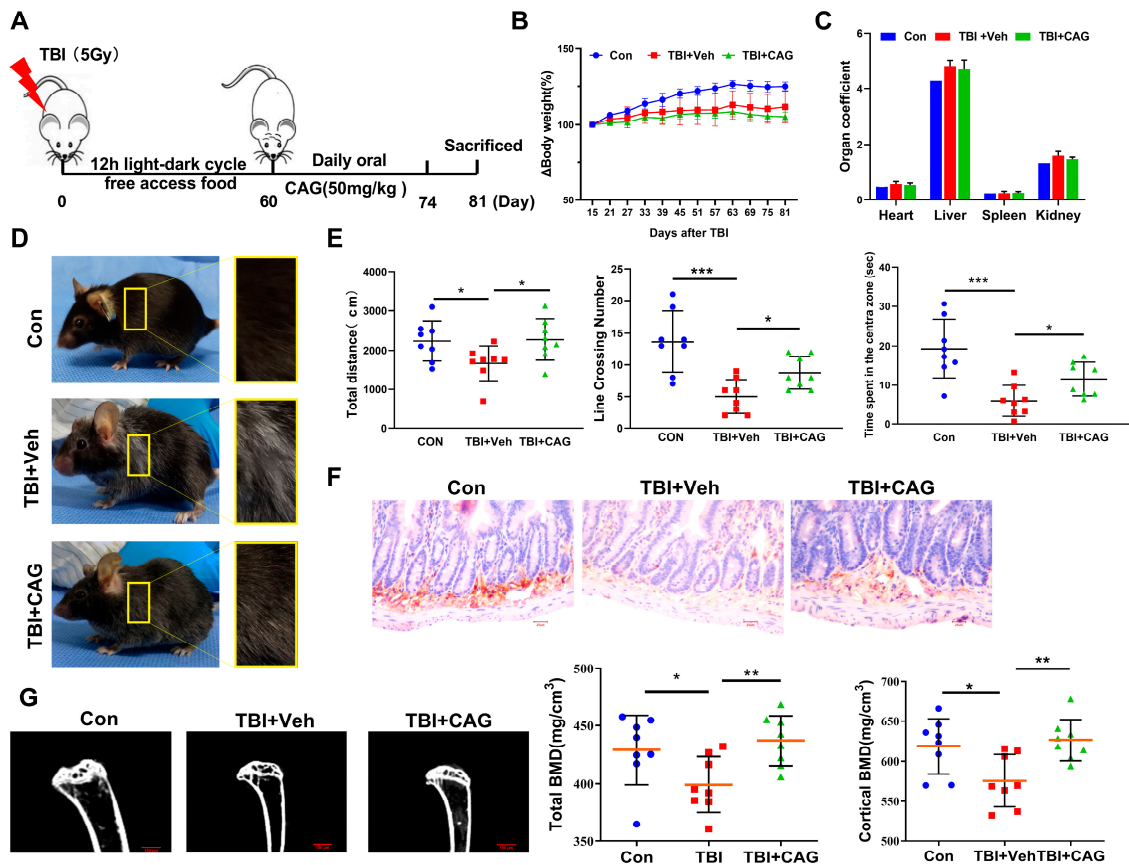 A
TBI（5Gy）
12h light-dark cycle
free access food
Daily oral
CAG(50mg/kg )
Sacrificed
0
60
74
81 (Day)
B
Con
TBI+Veh
TBI+CAG
ΔBody weight(%)
150
100
50
15 21 27 33 39 45 51 57 63 69 75 81
Days after TBI
C
Con
TBI +Veh
TBI+CAG
Organ coefficient
6
4
2
0
Heart
Liver
Spleen
Kidney
D
Con
TBI+Veh
TBI+CAG
E
Total distance( cm)
4000
3000
2000
1000
0
*
*
CON
TBI+Veh
TBI+CAG
Line Crossing Number
25
20
15
10
5
0
***
*
CON
TBI+Veh
TBI+CAG
Time spent in the centra zone (sec)
40
30
20
10
0
***
*
Con
TBI+Veh
TBI+CAG
F
Con
TBI+Veh
TBI+CAG
G
Con
TBI+Veh
TBI+CAG
Total BMD(mg/cm³)
500
450
400
350
*
**
Con
TBI
TBI+CAG
Cortical BMD(mg/cm³)
700
650
600
550
500
*
**
Con
TBI+Veh
TBI+CAG